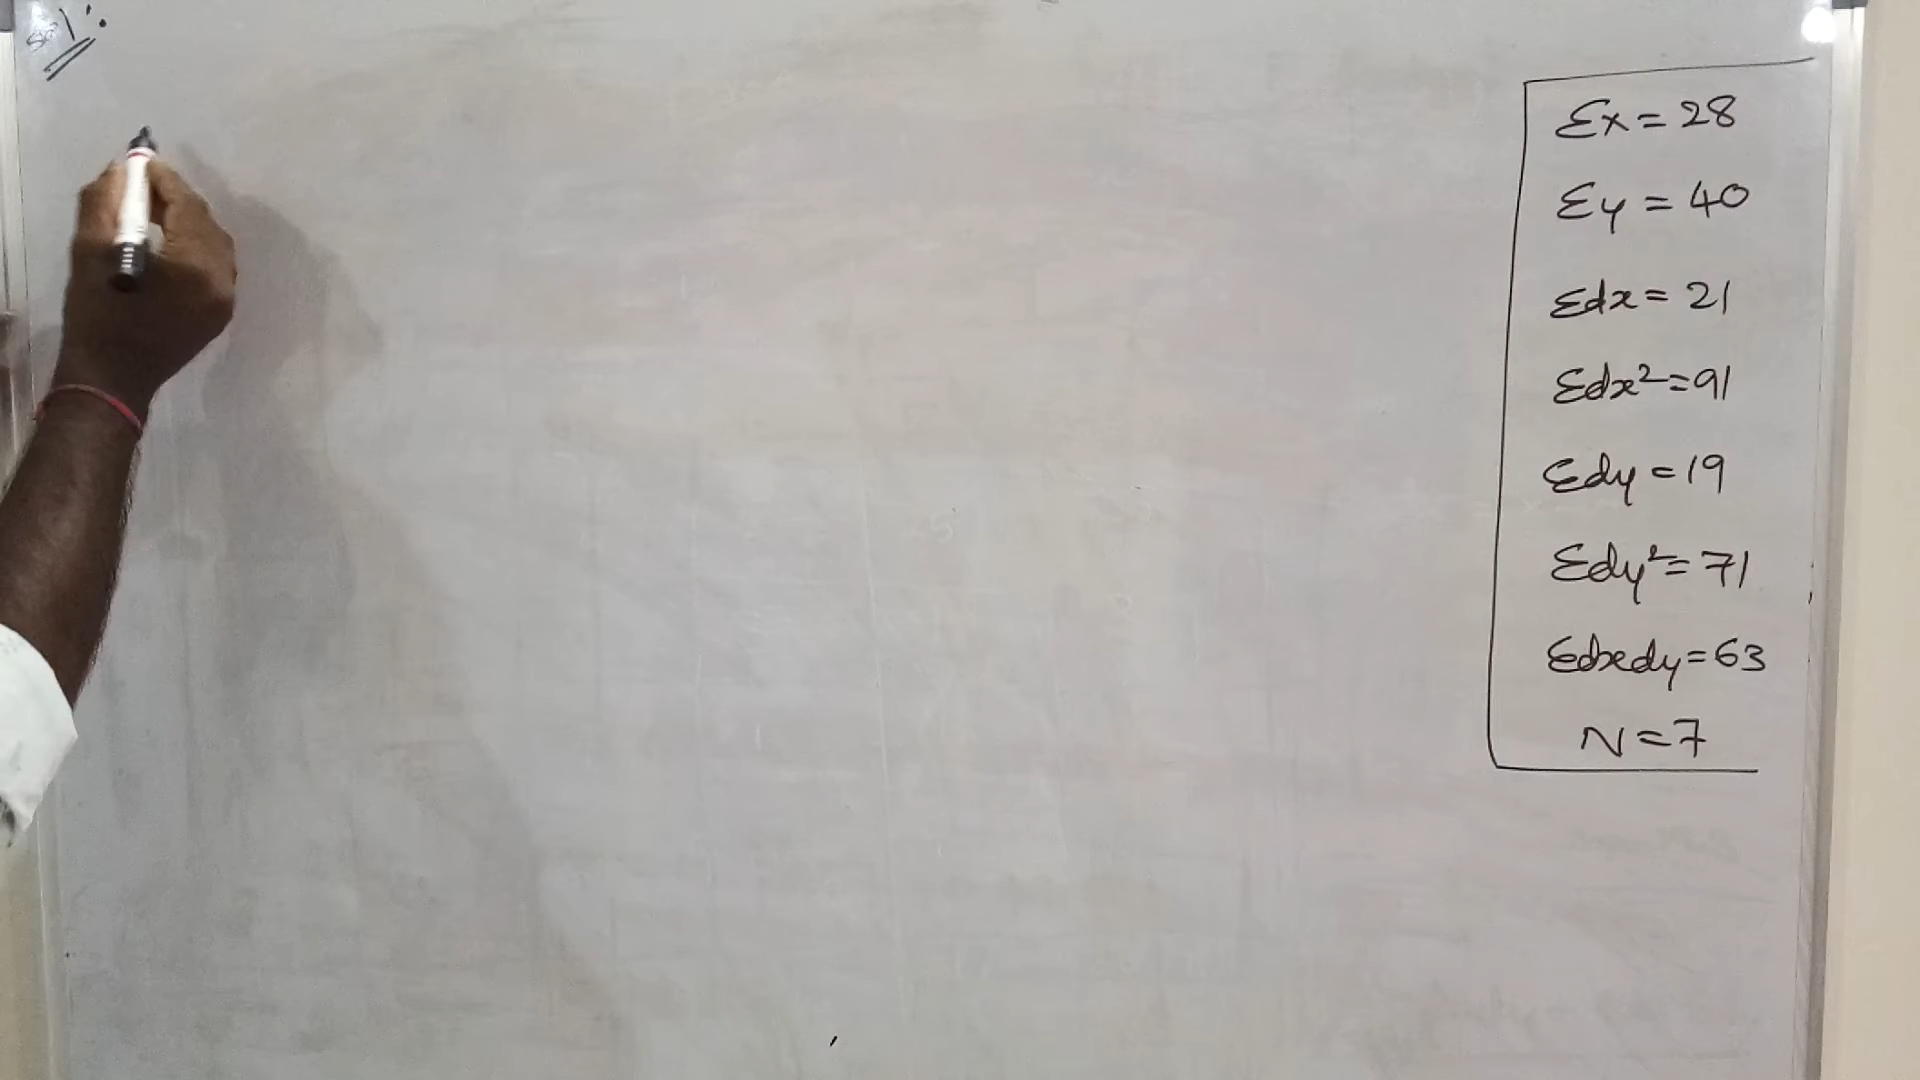 Sol:
Σx = 28
Σy = 40
Σdx = 21
Σdx² = 91
Σdy = 19
Σdy² = 71
Σdxdy = 63
N = 7